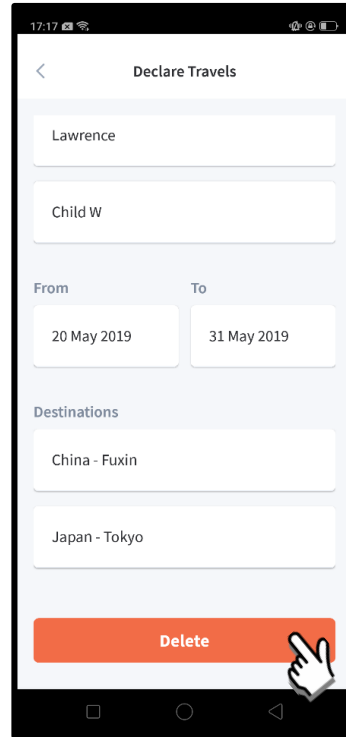 17:17
Declare Travels
Lawrence
Child W
From To
20 May 2019 31 May 2019
Destinations
China - Fuxin
Japan - Tokyo
Delete